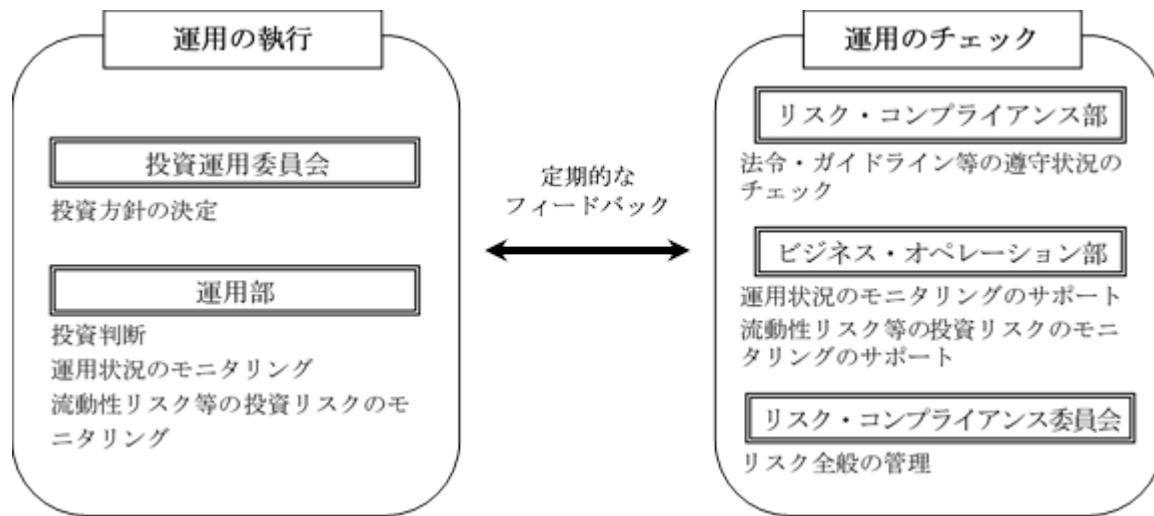 運用の執行
投資運用委員会
投資方針の決定
運用部
投資判断
運用状況のモニタリング
流動性リスク等の投資リスクのモ
ニタリング
定期的な
フィードバック
運用のチェック
リスク・コンプライアンス部
法令・ガイドライン等の遵守状況の
チェック
ビジネス・オペレーション部
運用状況のモニタリングのサポート
流動性リスク等の投資リスクのモニ
タリングのサポート
リスク・コンプライアンス委員会
リスク全般の管理